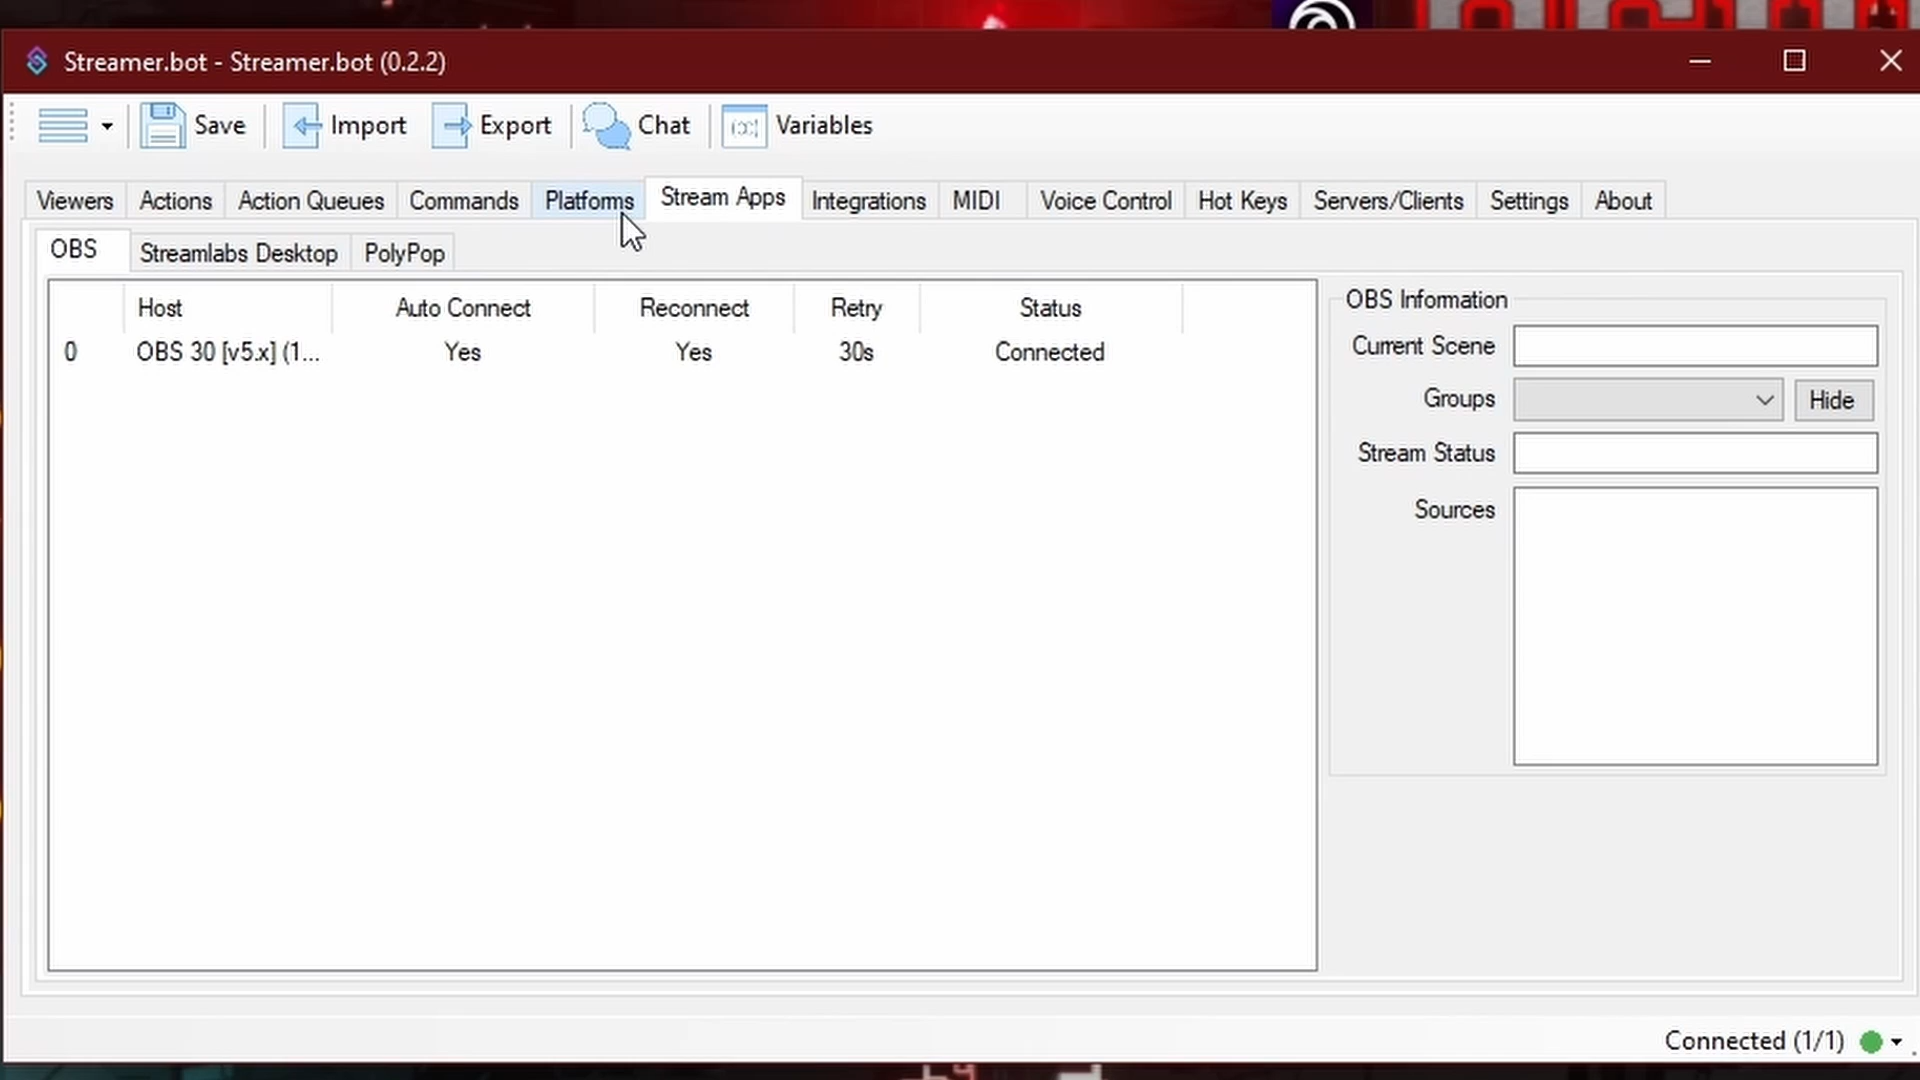 Streamer.bot - Streamer.bot (0.2.2)
Save Import Export Chat Variables
Viewers Actions Action Queues Commands Platforms Stream Apps Integrations MIDI Voice Control Hot Keys Servers/Clients Settings About
OBS Streamlabs Desktop PolyPop
Host Auto Connect Reconnect Retry Status
0 OBS 30 [v5.x] (1... Yes Yes 30s Connected
OBS Information
Current Scene
Groups Hide
Stream Status
Sources
Connected (1/1)